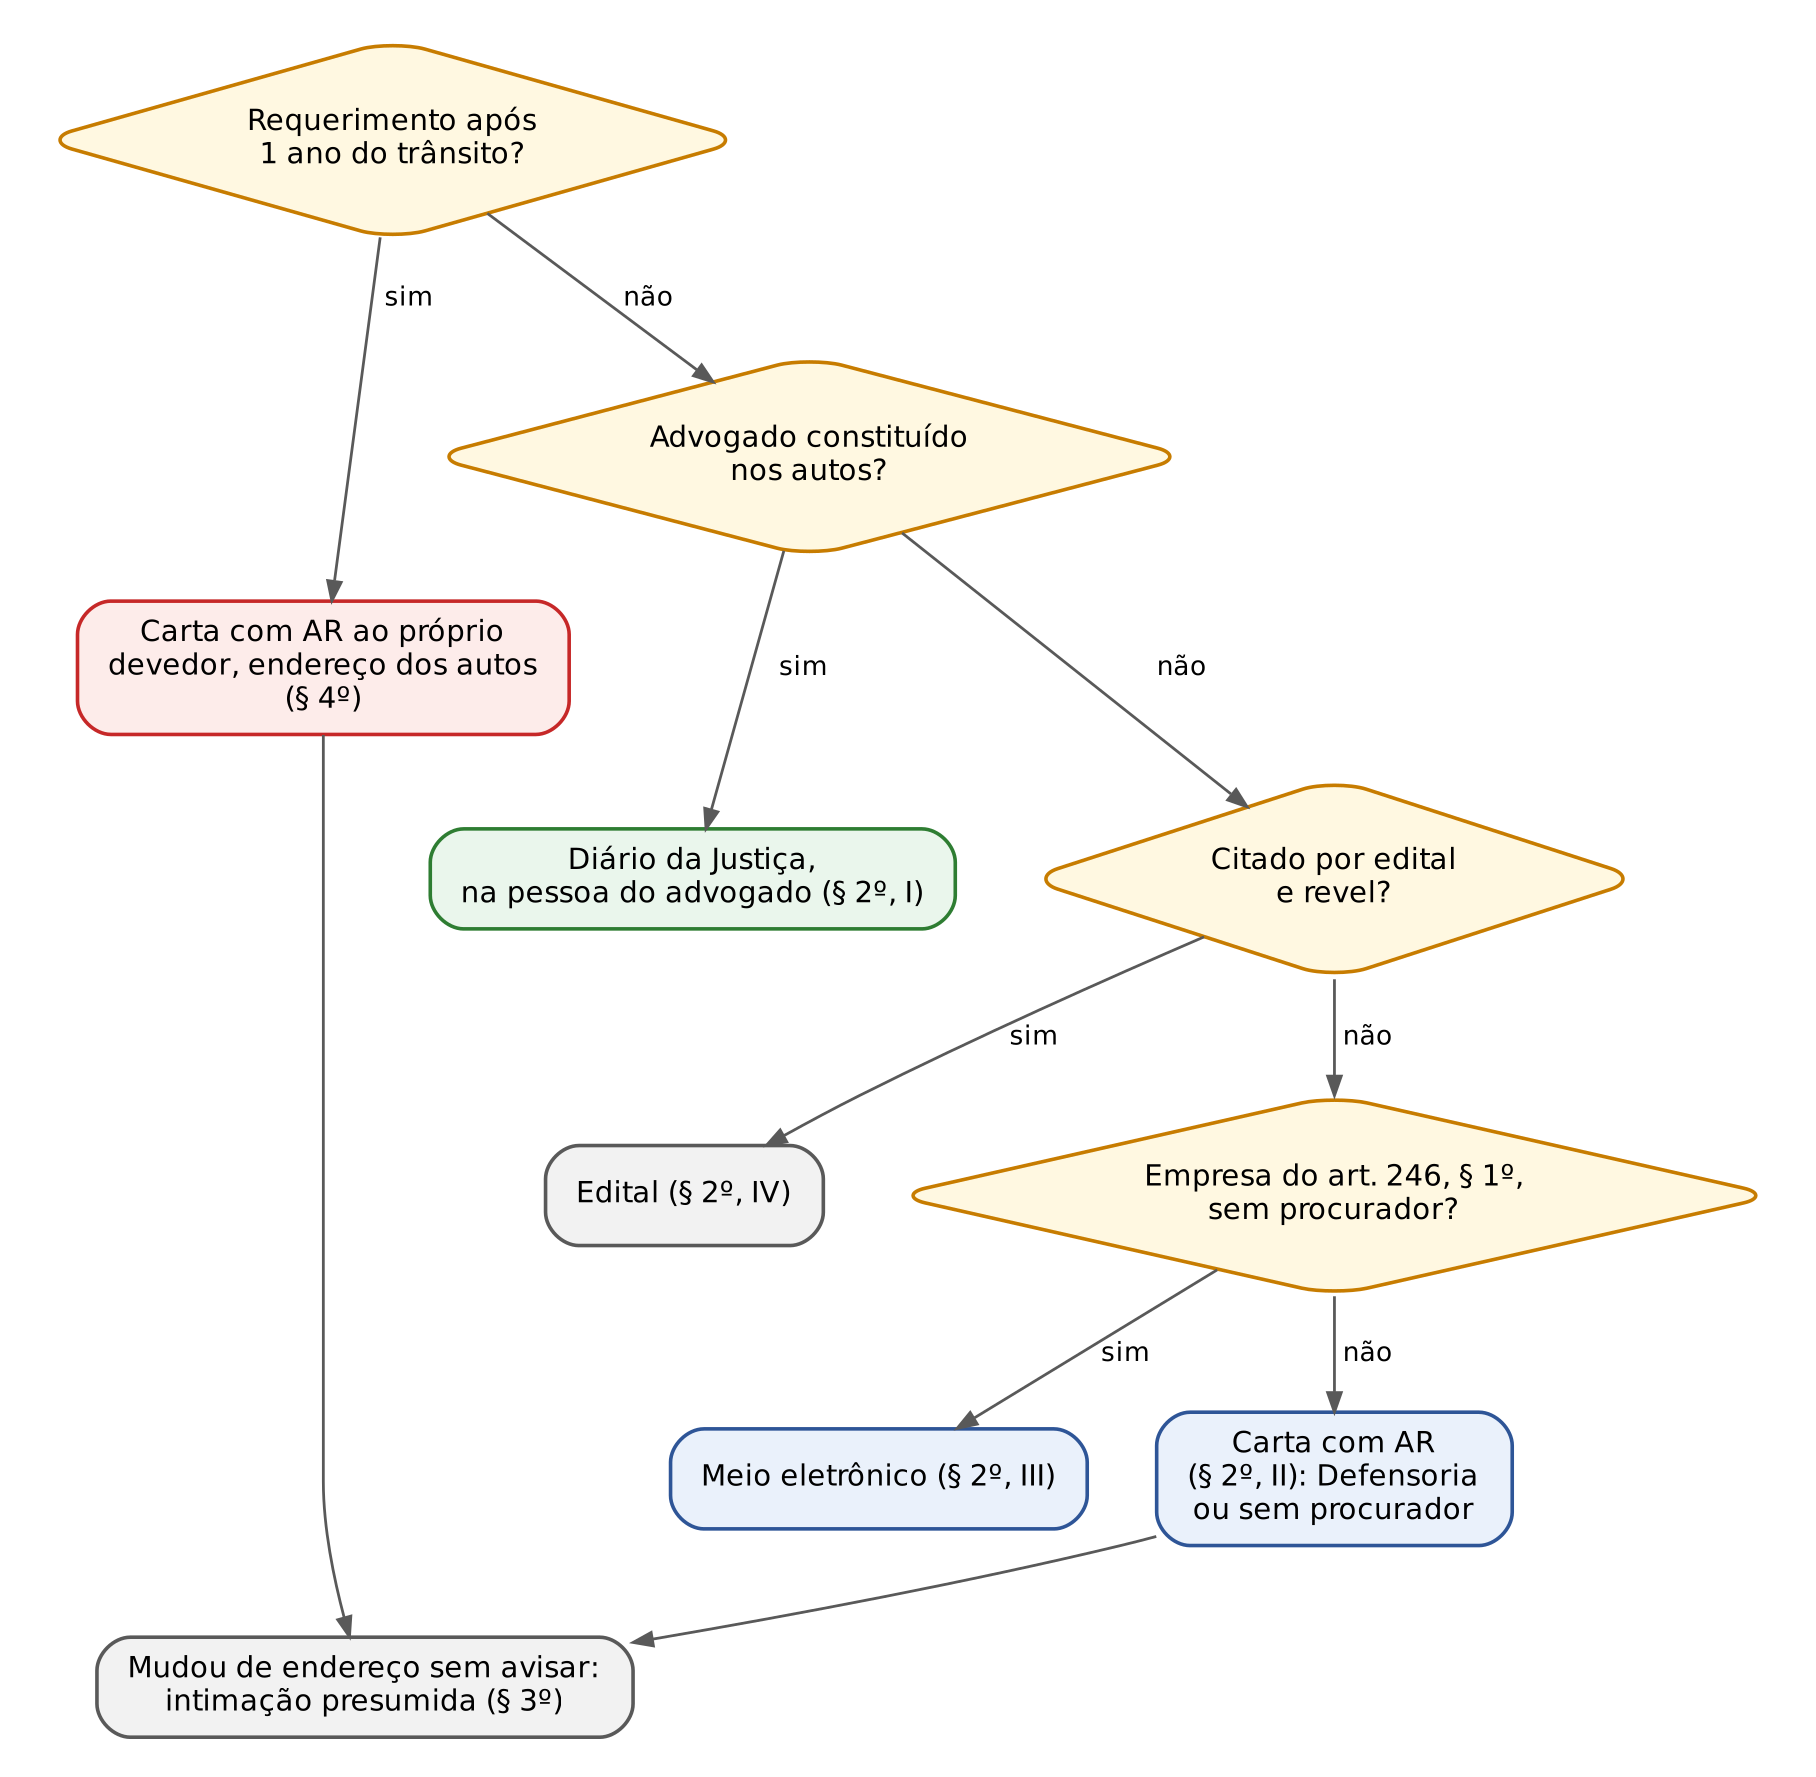 Requerimento após
1 ano do trânsito?
sim
não
Advogado constituído
nos autos?
Carta com AR ao próprio
devedor, endereço dos autos
(§ 4º)
sim
não
Diário da Justiça,
na pessoa do advogado (§ 2º, I)
Citado por edital
e revel?
sim
não
Edital (§ 2º, IV)
Empresa do art. 246, § 1º,
sem procurador?
sim
não
Meio eletrônico (§ 2º, III)
Carta com AR
(§ 2º, II): Defensoria
ou sem procurador
Mudou de endereço sem avisar:
intimação presumida (§ 3º)